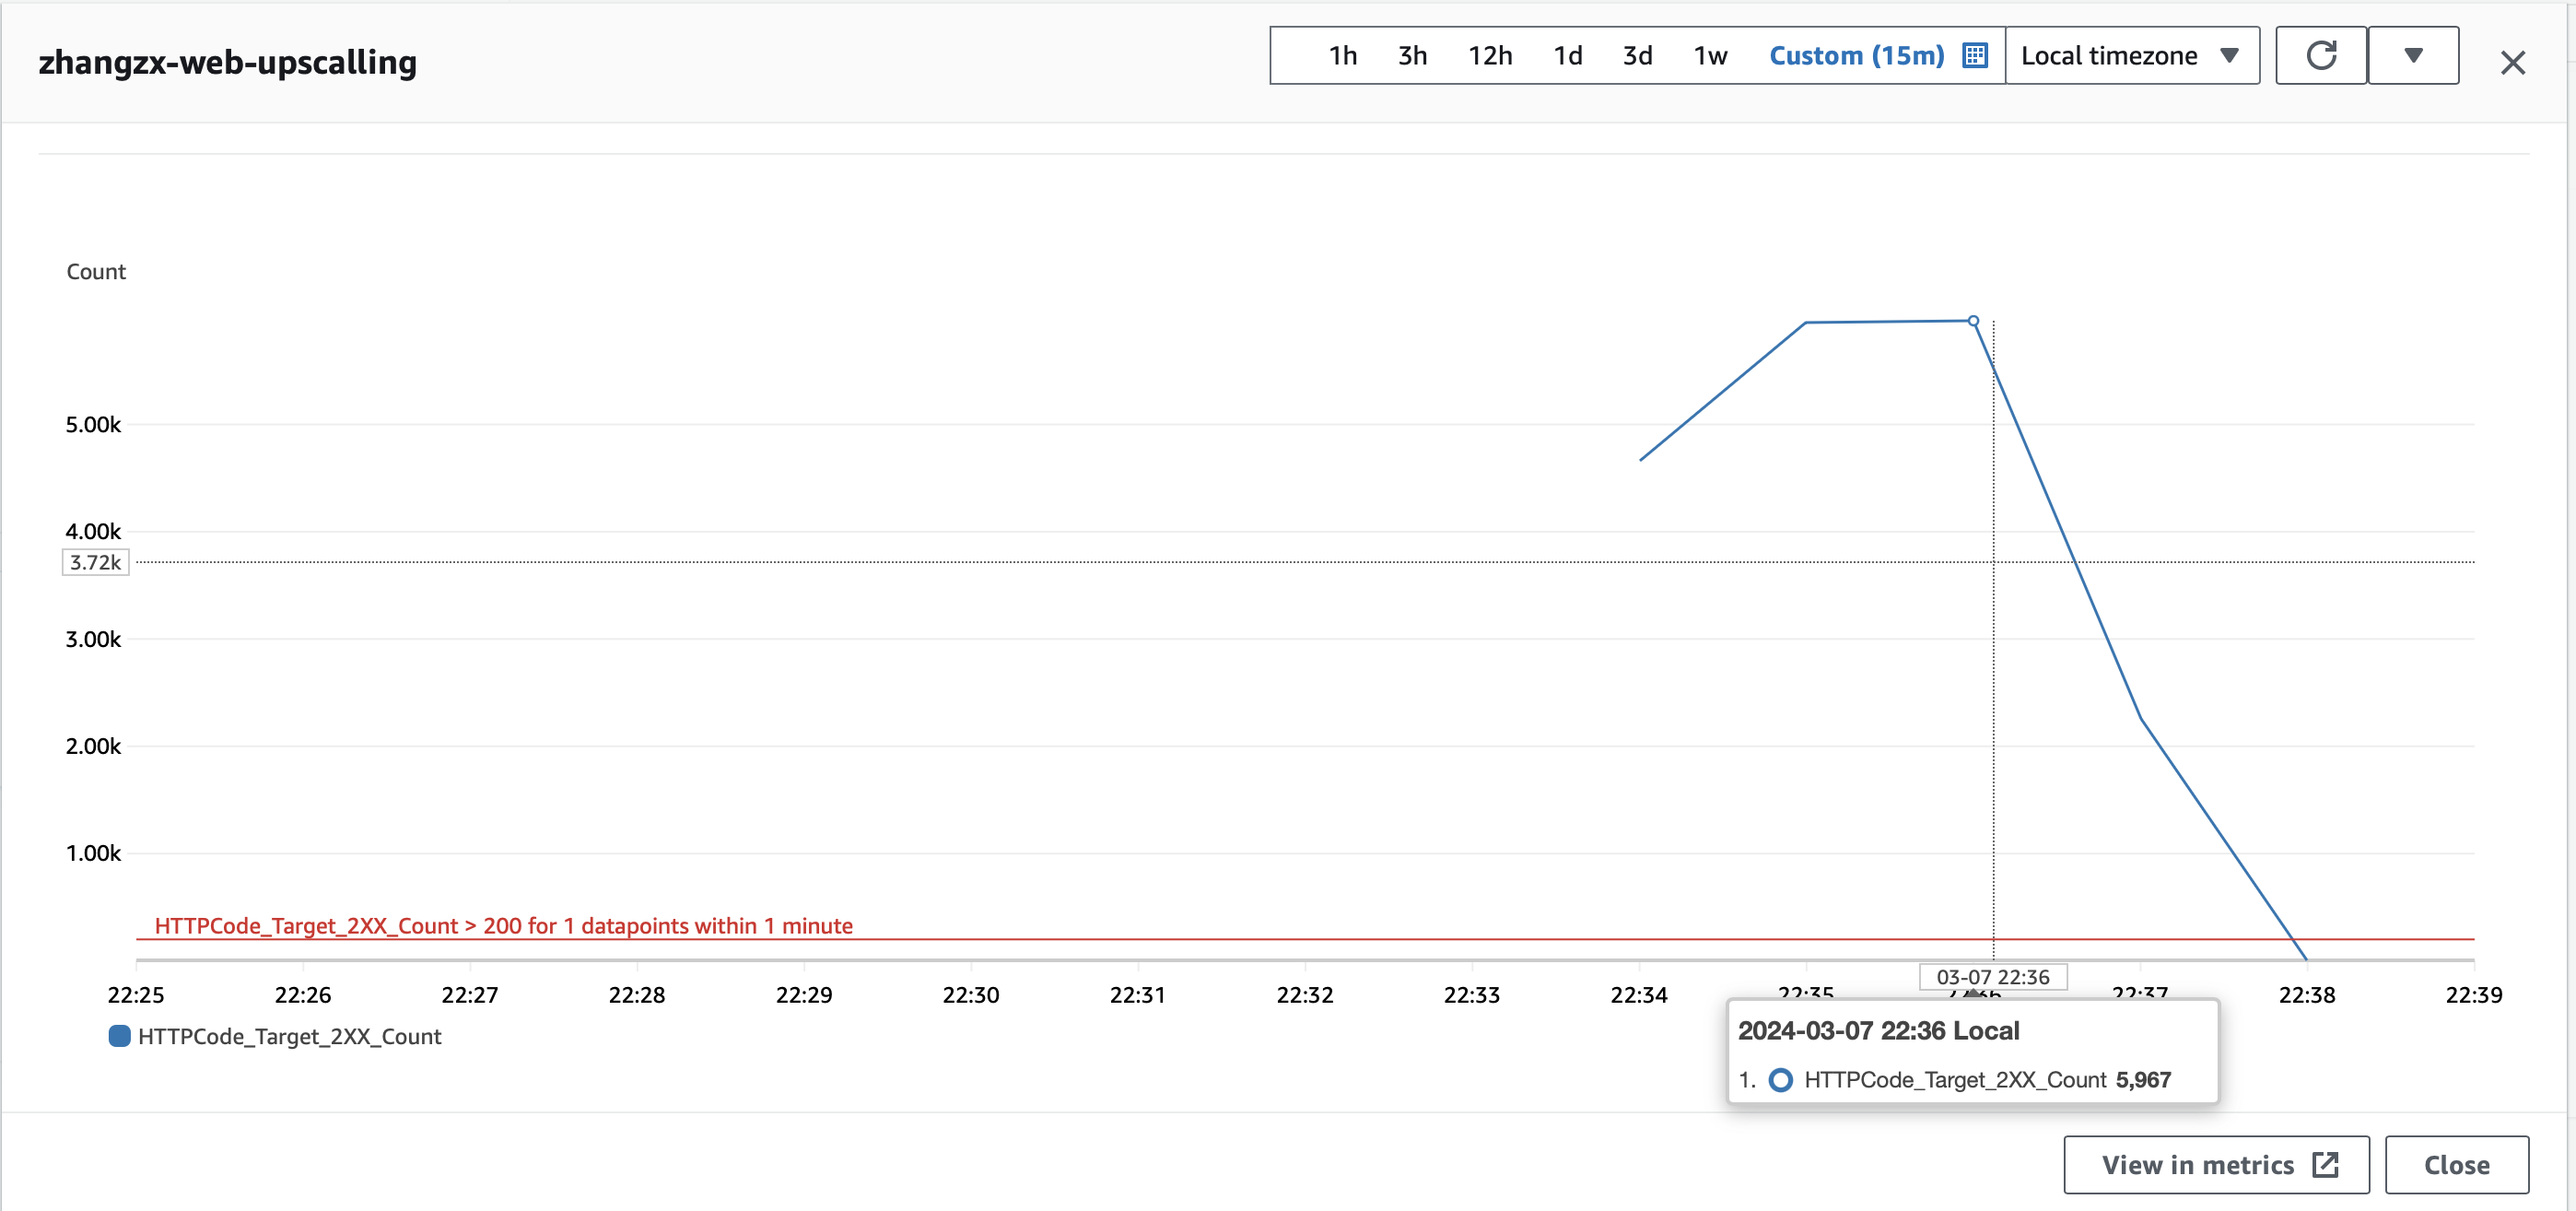 zhangzx-web-upscalling
1h 3h 12h 1d 3d 1w Custom (15m) Local timezone
Count
5.00k
4.00k
3.72k
3.00k
2.00k
1.00k
HTTPCode_Target_2XX_Count > 200 for 1 datapoints within 1 minute
03-07 22:36
22:25 22:26 22:27 22:28 22:29 22:30 22:31 22:32 22:33 22:34 22:35 22:36 22:37 22:38 22:39
HTTPCode_Target_2XX_Count
2024-03-07 22:36 Local
1. HTTPCode_Target_2XX_Count 5,967
View in metrics Close